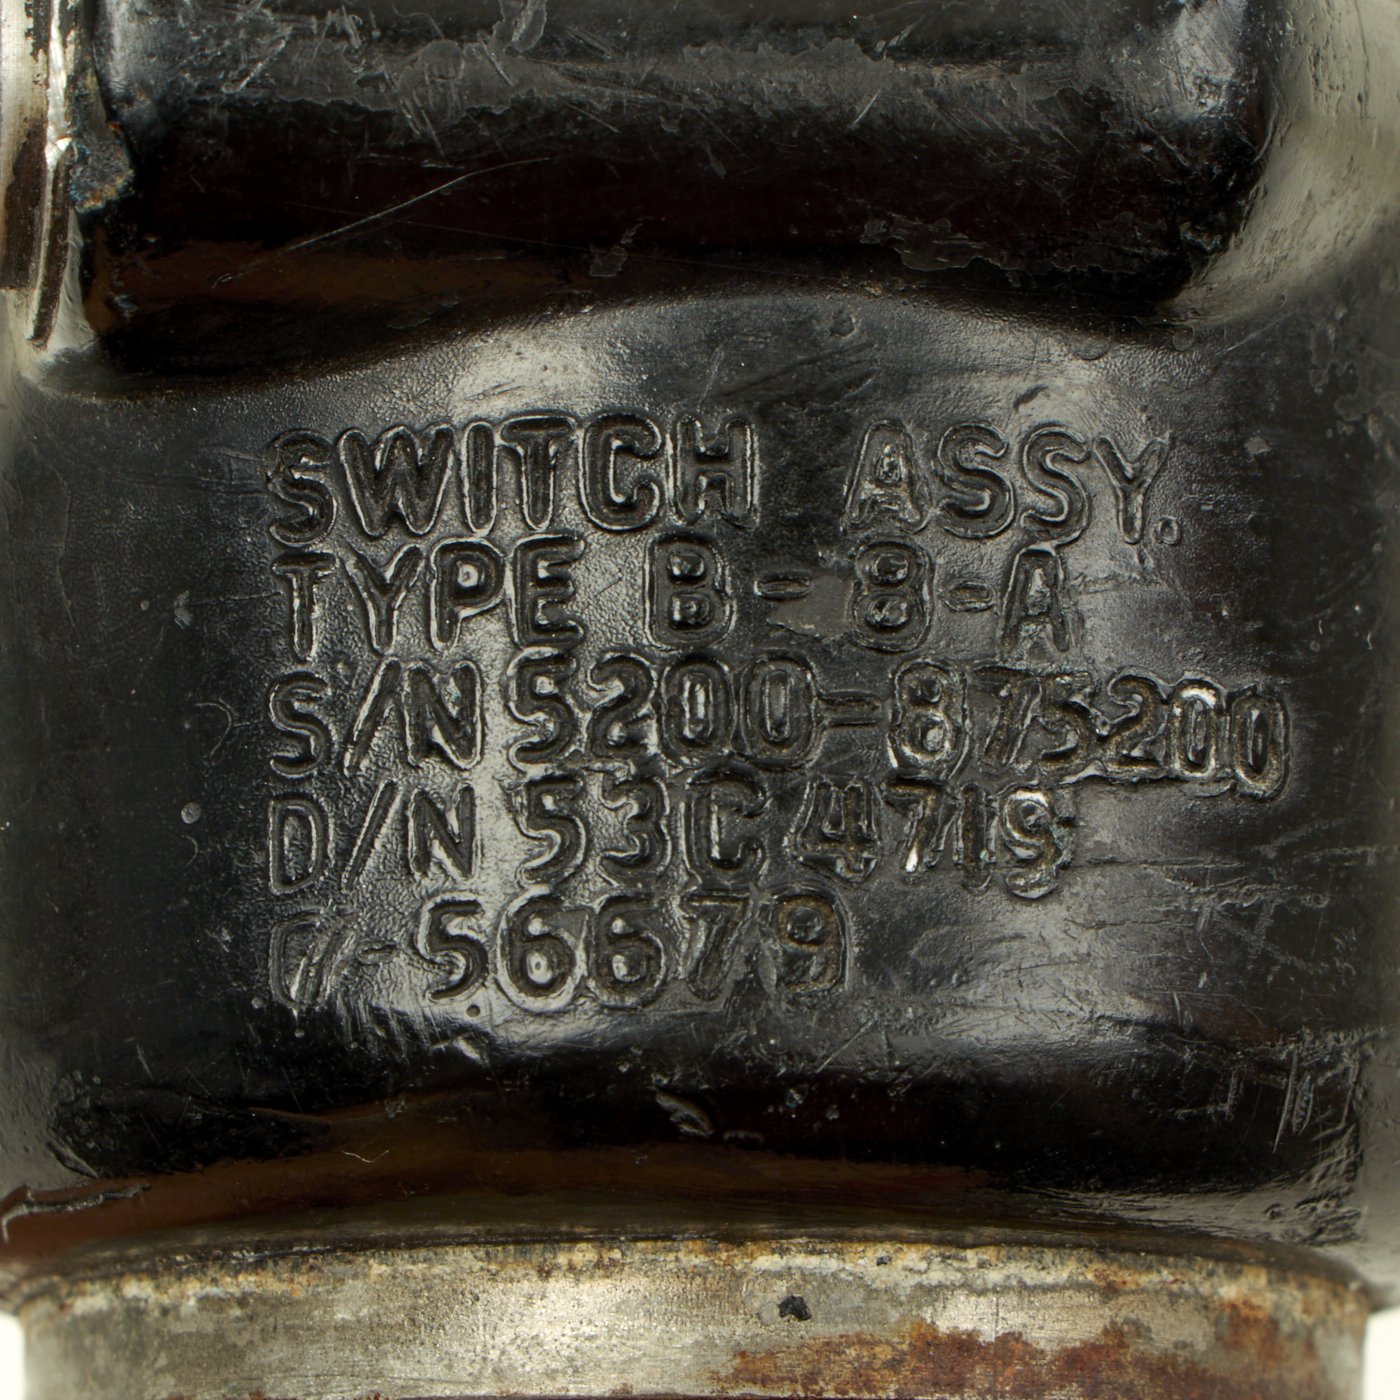 SWITCH ASSY.
TYPE B-8-A
S/N 5200-875200
D/N 53C4719
-56679